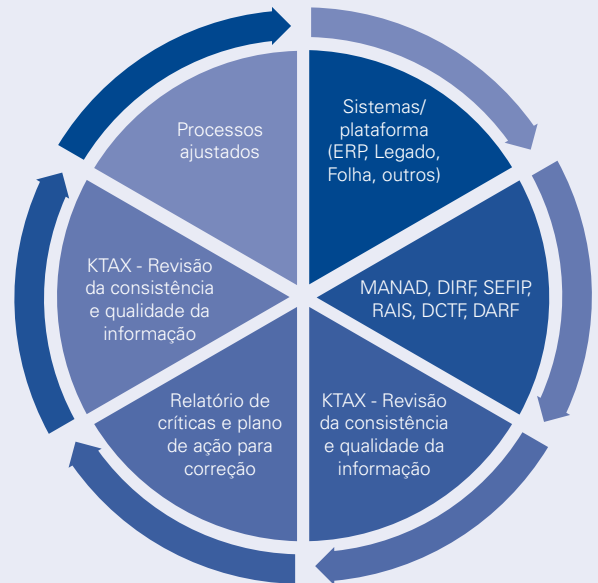 Sistemas/
plataforma
(ERP, Legado,
Folha, outros)
MANAD, DIRF, SEFIP,
RAIS, DCTF, DARF
KTAX - Revisão
da consistência
e qualidade da
informação
Relatório de
críticas e plano
de ação para
correção
KTAX - Revisão
da consistência
e qualidade da
informação
Processos
ajustados